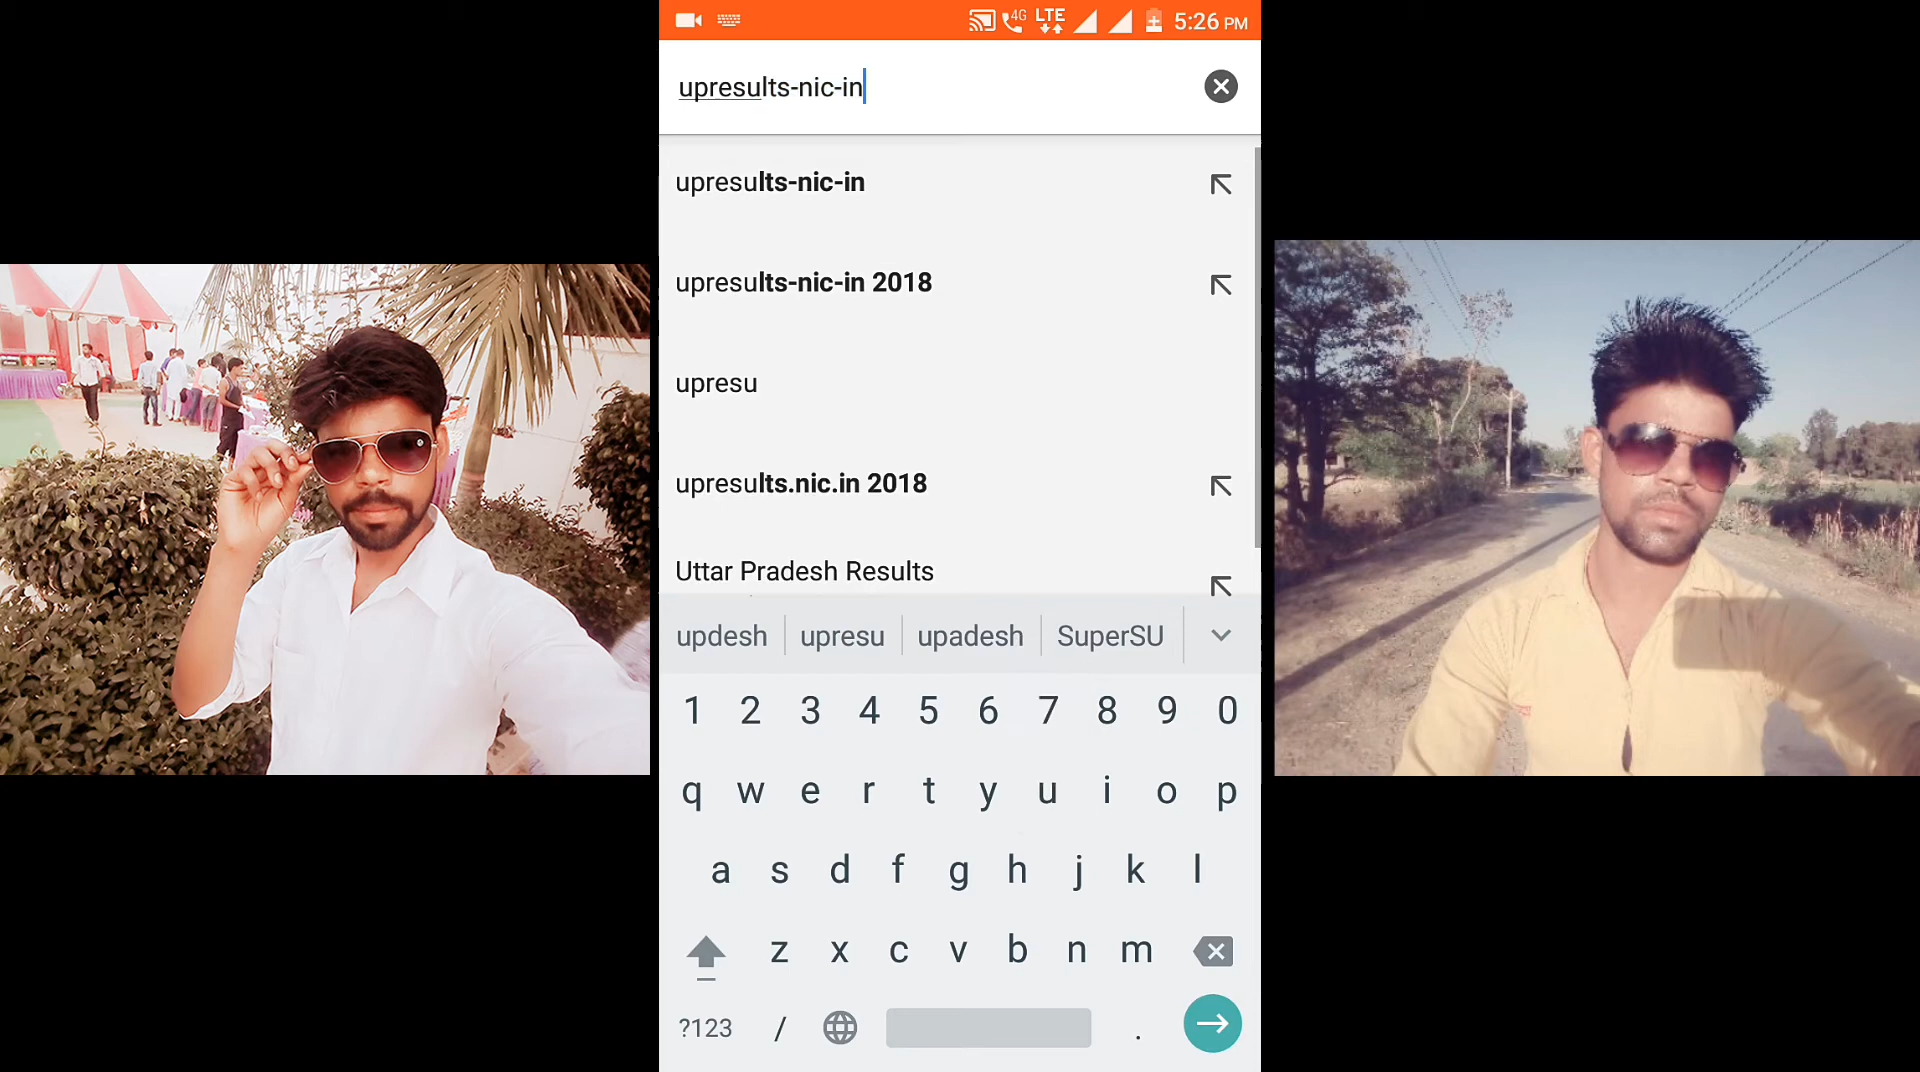 4G LTE 5:26 PM
upresults-nic-in
upresults-nic-in
upresults-nic-in 2018
upresu
upresults.nic.in 2018
Uttar Pradesh Results
updesh upresu upadesh SuperSU
1 2 3 4 5 6 7 8 9 0
q w e r t y u i o p
a s d f g h j k l
z x c v b n m
?123 / .